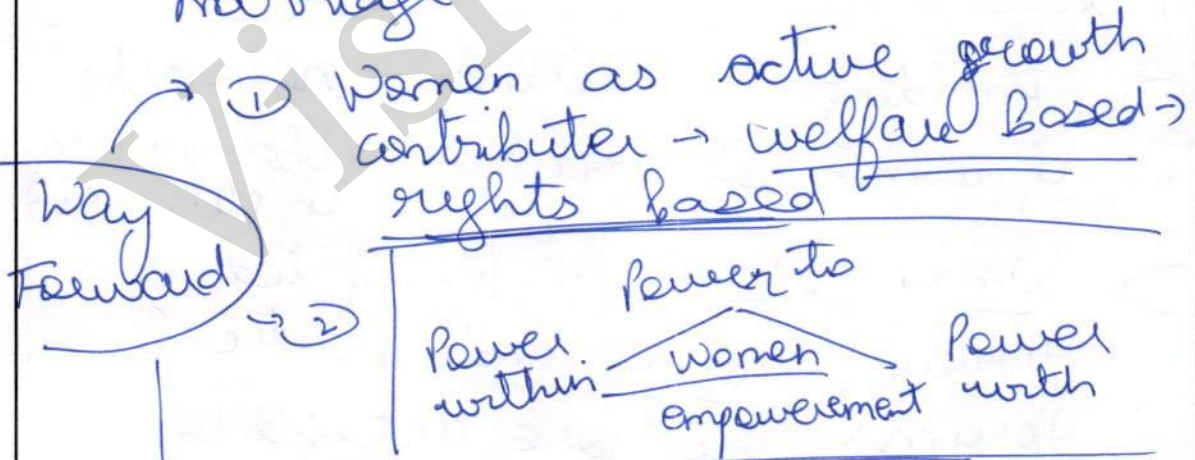 ① Women as active growth
contributer → welfare based →
rights based
Way
Forward
→ ②
Power to
Power within
women empowerment
Power with